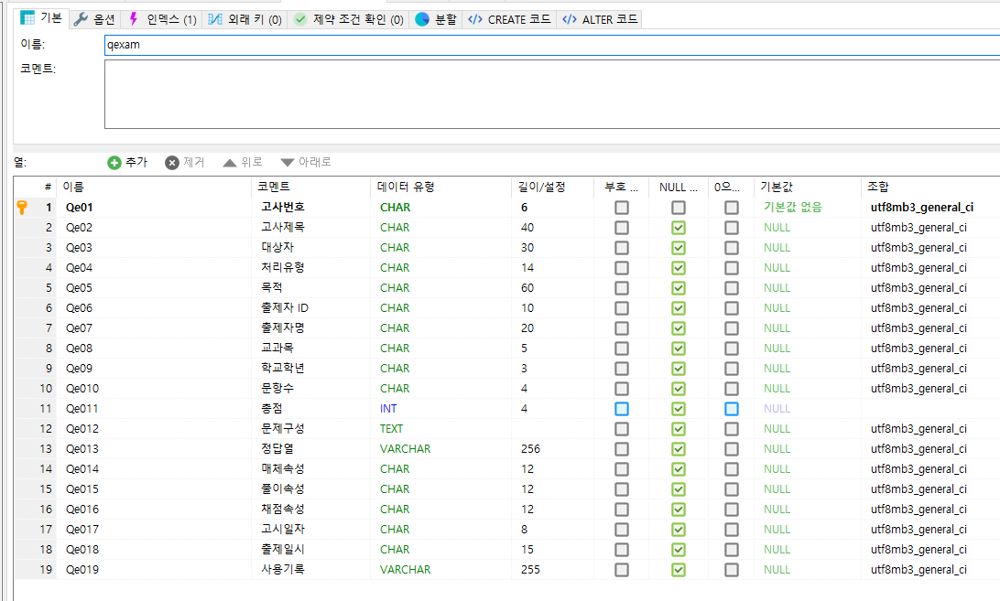 기본 옵션 인덱스 (1) 외래 키 (0) 제약 조건 확인 (0) 분할 </> CREATE 코드 </> ALTER 코드
이름: qexam
코멘트:
열: 추가 제거 위로 아래로
# 이름 코멘트 데이터 유형 길이/설정 부호 ... NULL ... 0으... 기본값 조합
1 Qe01 고사번호 CHAR 6 기본값 없음 utf8mb3_general_ci
2 Qe02 고사제목 CHAR 40 NULL utf8mb3_general_ci
3 Qe03 대상자 CHAR 30 NULL utf8mb3_general_ci
4 Qe04 처리유형 CHAR 14 NULL utf8mb3_general_ci
5 Qe05 목적 CHAR 60 NULL utf8mb3_general_ci
6 Qe06 출제자 ID CHAR 10 NULL utf8mb3_general_ci
7 Qe07 출제자명 CHAR 20 NULL utf8mb3_general_ci
8 Qe08 교과목 CHAR 5 NULL utf8mb3_general_ci
9 Qe09 학교학년 CHAR 3 NULL utf8mb3_general_ci
10 Qe010 문항수 CHAR 4 NULL utf8mb3_general_ci
11 Qe011 총점 INT 4 NULL
12 Qe012 문제구성 TEXT NULL utf8mb3_general_ci
13 Qe013 정답열 VARCHAR 256 NULL utf8mb3_general_ci
14 Qe014 매체속성 CHAR 12 NULL utf8mb3_general_ci
15 Qe015 풀이속성 CHAR 12 NULL utf8mb3_general_ci
16 Qe016 채점속성 CHAR 12 NULL utf8mb3_general_ci
17 Qe017 고시일자 CHAR 8 NULL utf8mb3_general_ci
18 Qe018 출제일시 CHAR 15 NULL utf8mb3_general_ci
19 Qe019 사용기록 VARCHAR 255 NULL utf8mb3_general_ci